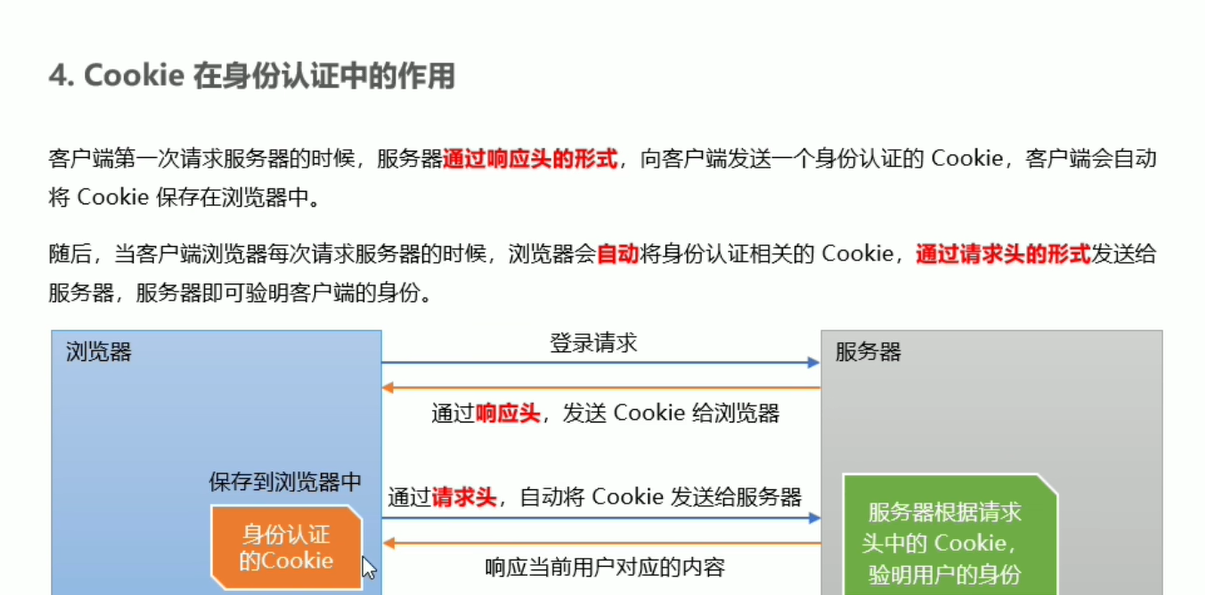 4. Cookie 在身份认证中的作用
客户端第一次请求服务器的时候，服务器通过响应头的形式，向客户端发送一个身份认证的 Cookie，客户端会自动
将 Cookie 保存在浏览器中。
随后，当客户端浏览器每次请求服务器的时候，浏览器会自动将身份认证相关的 Cookie，通过请求头的形式发送给
服务器，服务器即可验明客户端的身份。
浏览器
登录请求
服务器
通过响应头，发送 Cookie 给浏览器
保存到浏览器中
通过请求头，自动将 Cookie 发送给服务器
身份认证
的Cookie
响应当前用户对应的内容
服务器根据请求
头中的 Cookie，
验明用户的身份